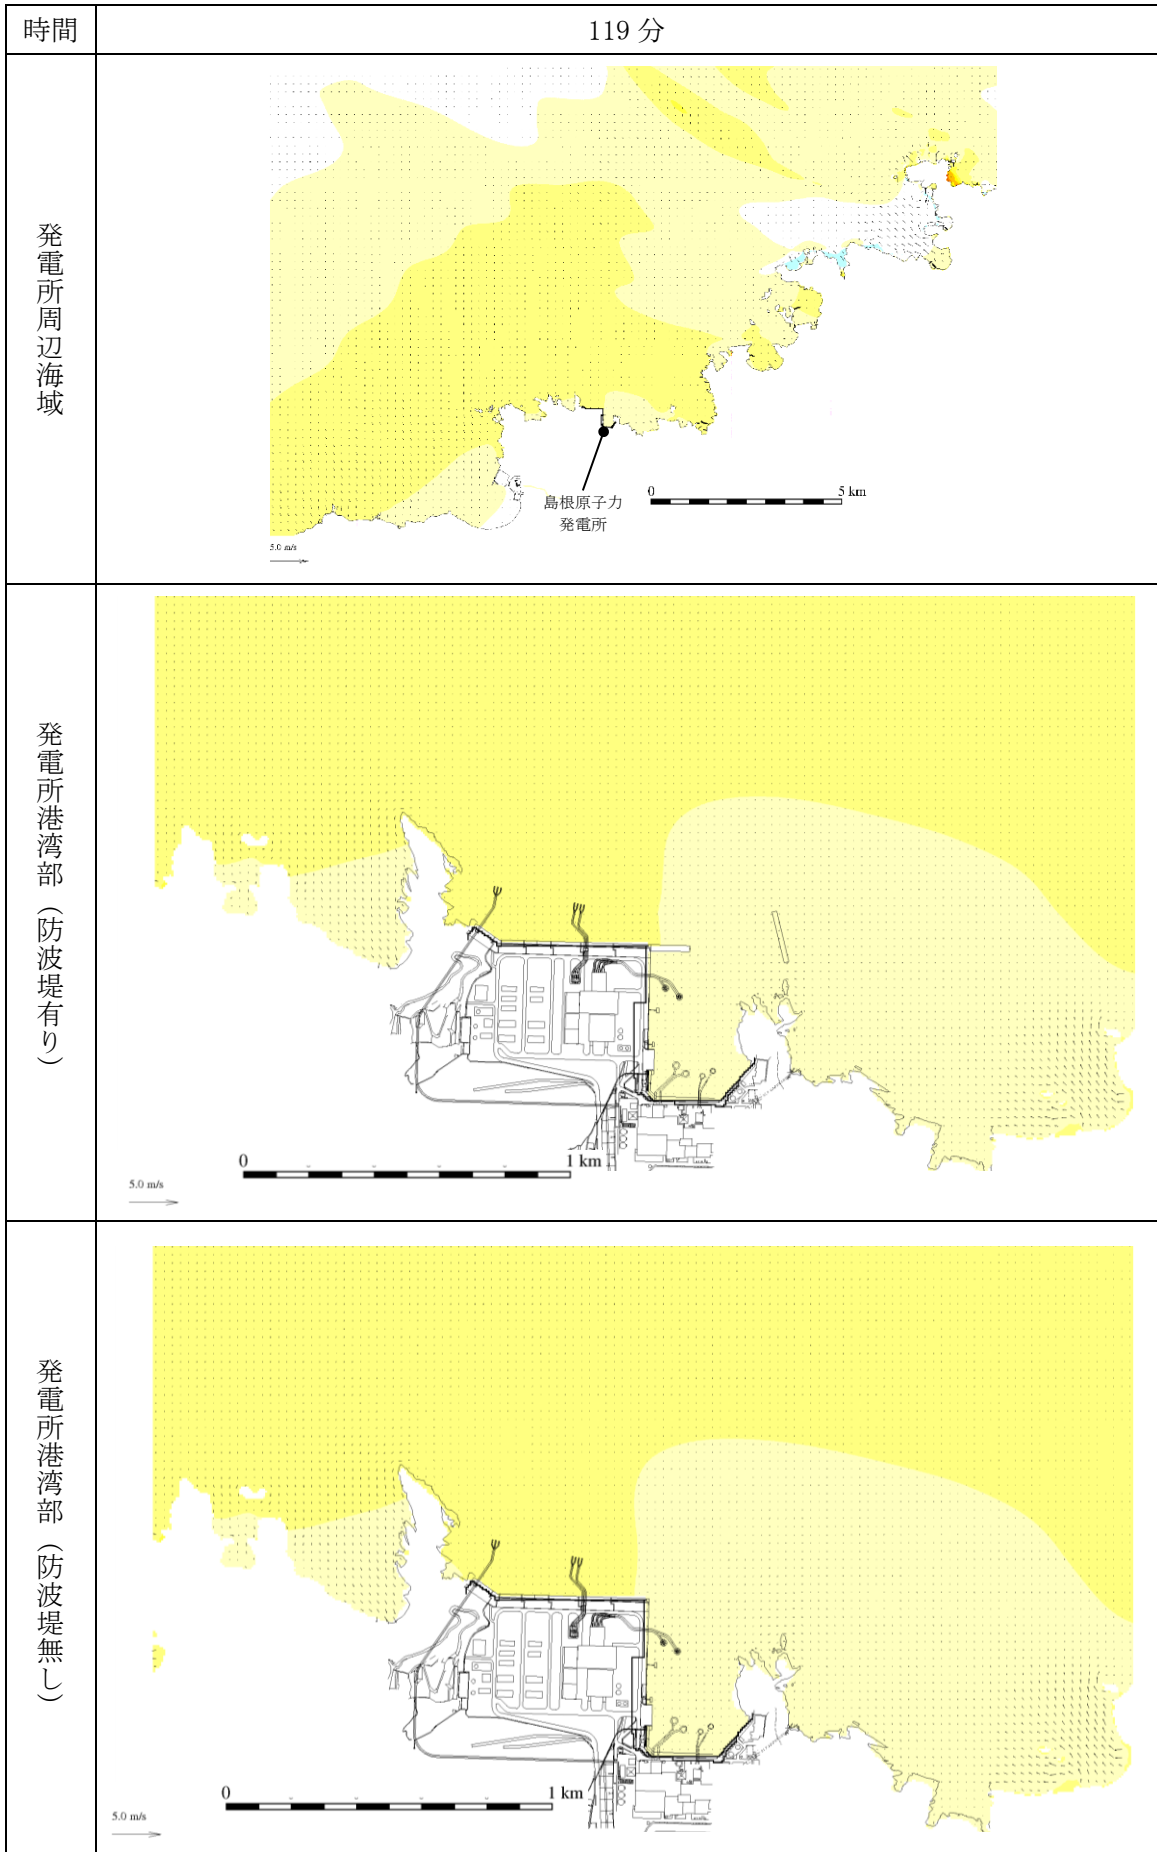 時間
119 分
発電所周辺海域
島根原子力
発電所
0
5 km
5.0 m/s
発電所港湾部（防波堤有り）
0
1 km
5.0 m/s
発電所港湾部（防波堤無し）
0
1 km
5.0 m/s